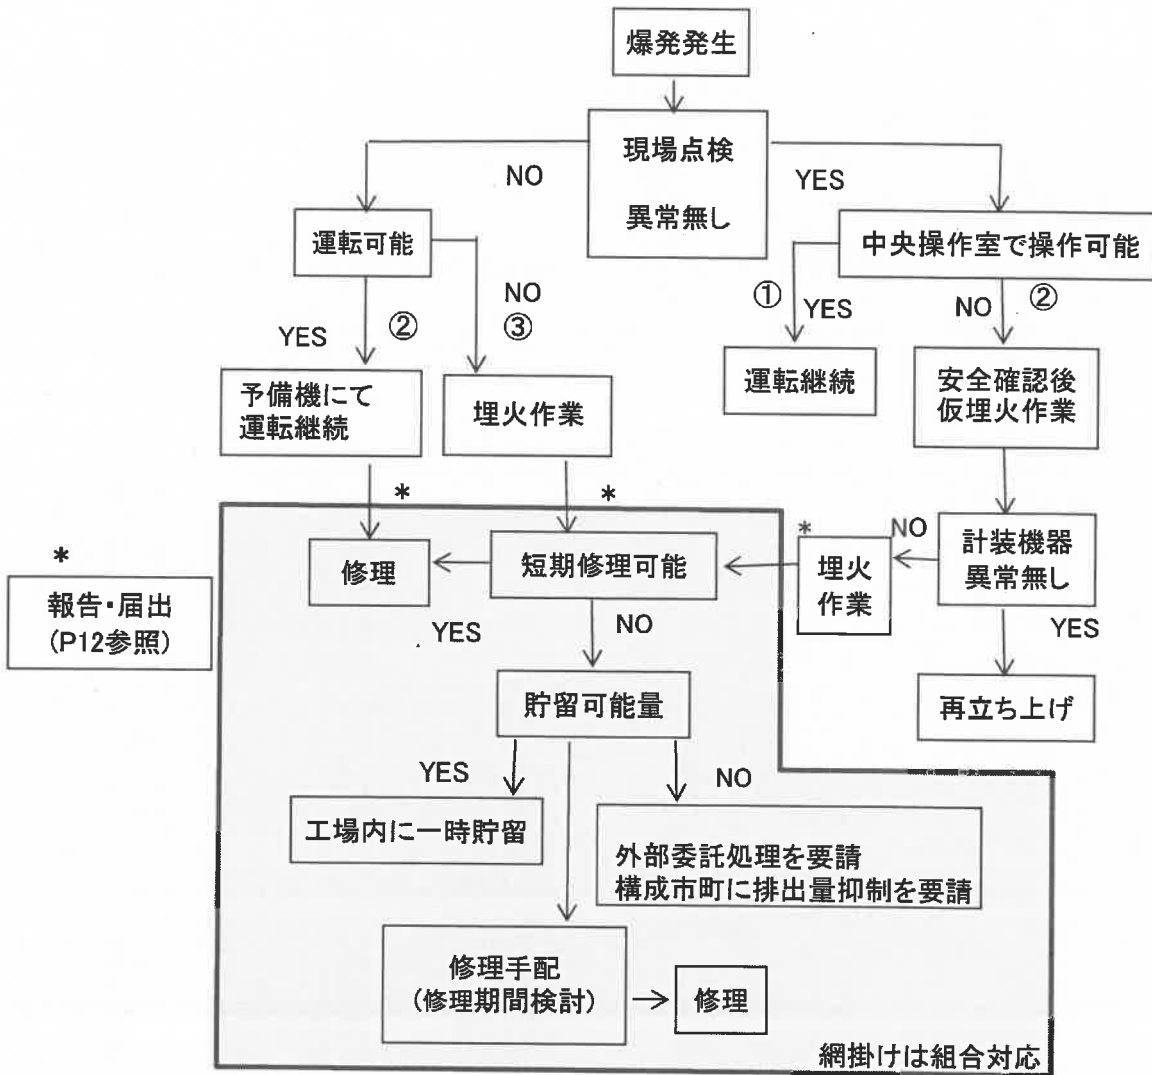 爆発発生
現場点検
異常無し
NO
YES
運転可能
中央操作室で操作可能
YES
②
NO
③
①
YES
NO
②
予備機にて
運転継続
埋火作業
運転継続
安全確認後
仮埋火作業
*
*
*
NO
計装機器
異常無し
埋火
作業
修理
短期修理可能
*
報告・届出
(P12参照)
YES
NO
YES
貯留可能量
再立ち上げ
YES
NO
工場内に一時貯留
外部委託処理を要請
構成市町に排出量抑制を要請
修理手配
(修理期間検討)
修理
網掛けは組合対応